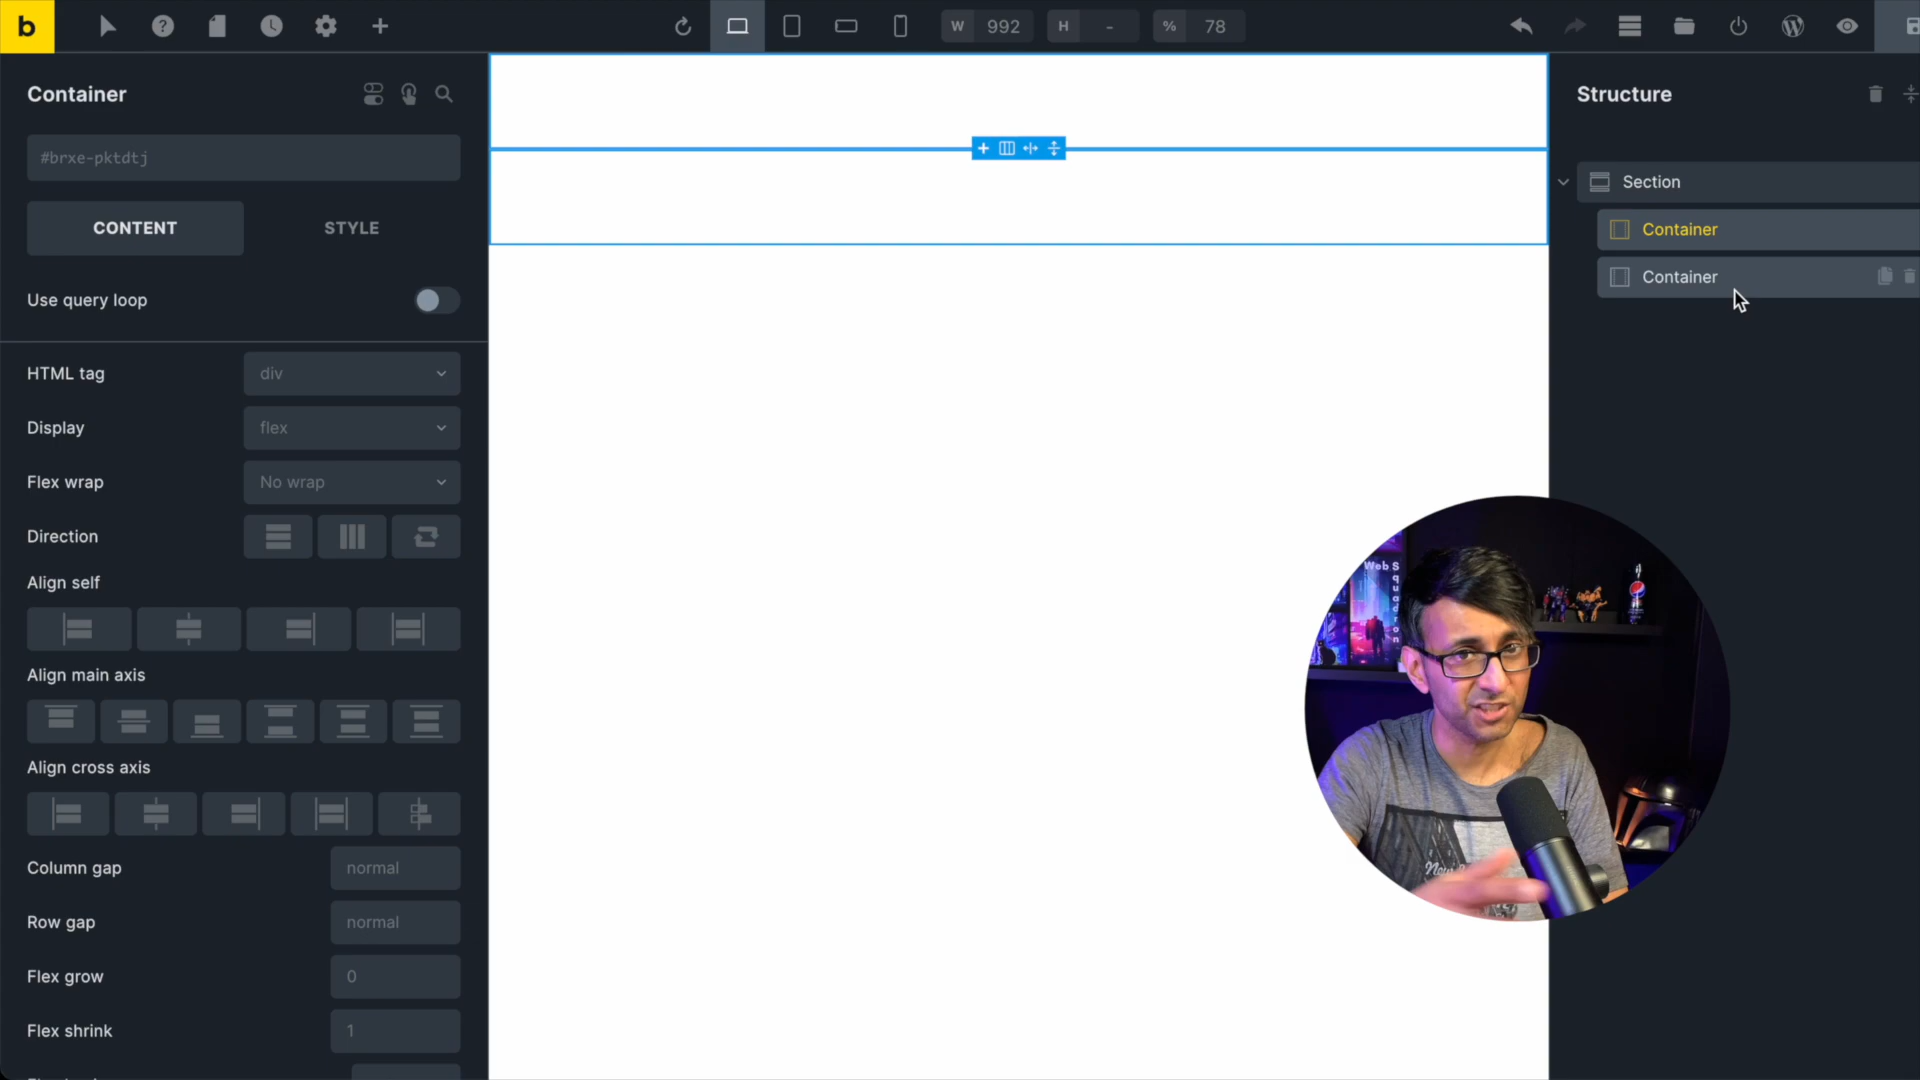 b
W 992
H -
% 78
Container
#brxe-pktdtj
CONTENT
STYLE
Use query loop
HTML tag
div
Display
flex
Flex wrap
No wrap
Direction
Align self
Align main axis
Align cross axis
Column gap
normal
Row gap
normal
Flex grow
0
Flex shrink
1
Structure
Section
Container
Container
Web Squadron